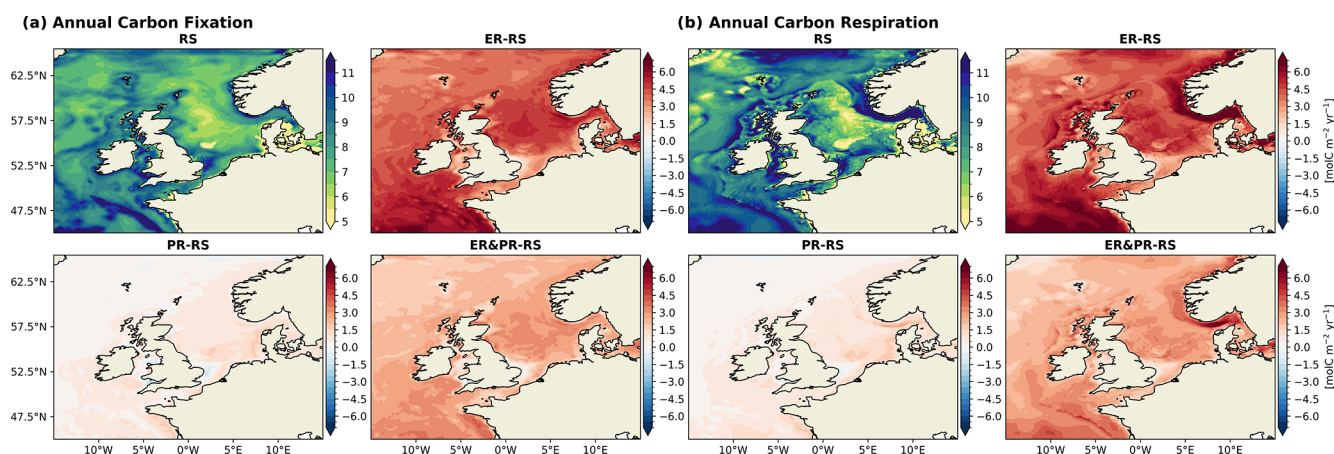 (a) Annual Carbon Fixation
(b) Annual Carbon Respiration
RS
ER-RS
RS
ER-RS
62.5°N
57.5°N
52.5°N
47.5°N
11
10
9
8
7
6
5
6.0
4.5
3.0
1.5
0.0
−1.5
−3.0
−4.5
−6.0
11
10
9
8
7
6
5
6.0
4.5
3.0
1.5
0.0
−1.5
−3.0
−4.5
−6.0
[molC m⁻² yr⁻¹]
PR-RS
ER&PR-RS
PR-RS
ER&PR-RS
62.5°N
57.5°N
52.5°N
47.5°N
6.0
4.5
3.0
1.5
0.0
−1.5
−3.0
−4.5
−6.0
6.0
4.5
3.0
1.5
0.0
−1.5
−3.0
−4.5
−6.0
6.0
4.5
3.0
1.5
0.0
−1.5
−3.0
−4.5
−6.0
6.0
4.5
3.0
1.5
0.0
−1.5
−3.0
−4.5
−6.0
[molC m⁻² yr⁻¹]
10°W 5°W 0°W 5°E 10°E
10°W 5°W 0°W 5°E 10°E
10°W 5°W 0°W 5°E 10°E
10°W 5°W 0°W 5°E 10°E